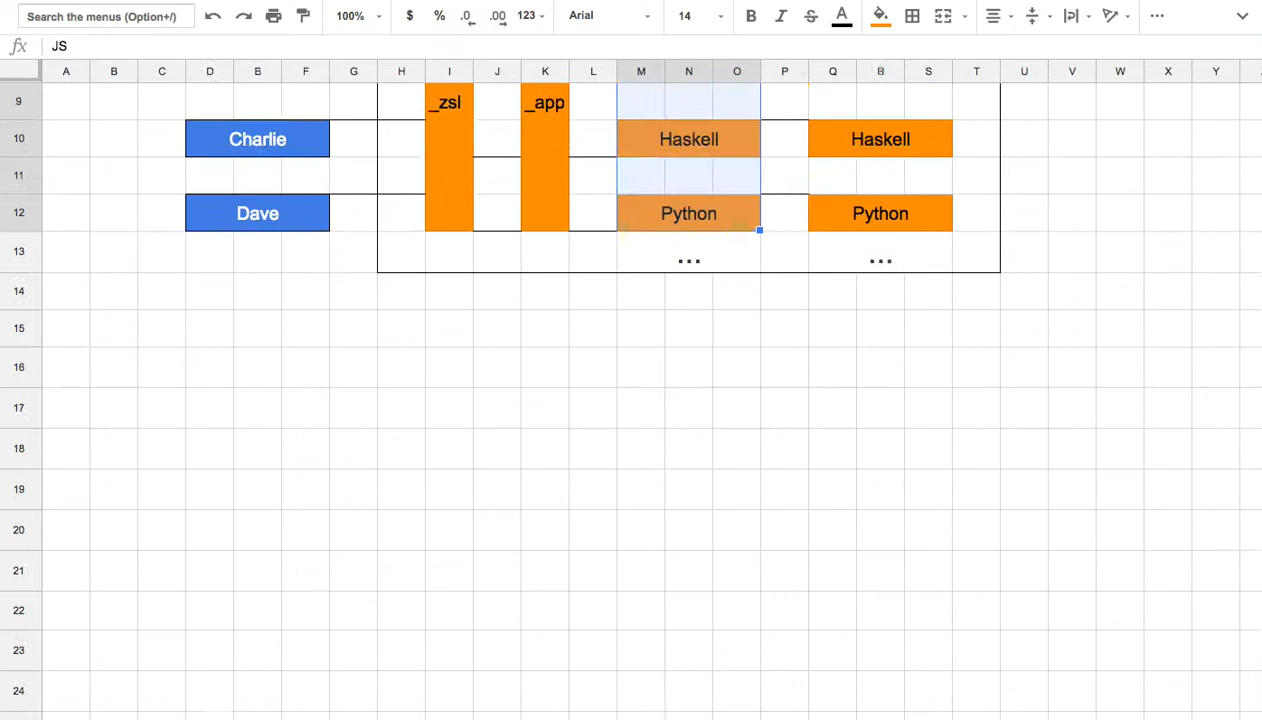 Search the menus (Option+/) 100% $ % .0 .00 123 Arial 14 B I S A ...
fx JS
A B C D E F G H I J K L M N O P Q R S T U V W X Y
9 _zsl _app
10 Charlie Haskell Haskell
11
12 Dave Python Python
13 ... ...
14
15
16
17
18
19
20
21
22
23
24